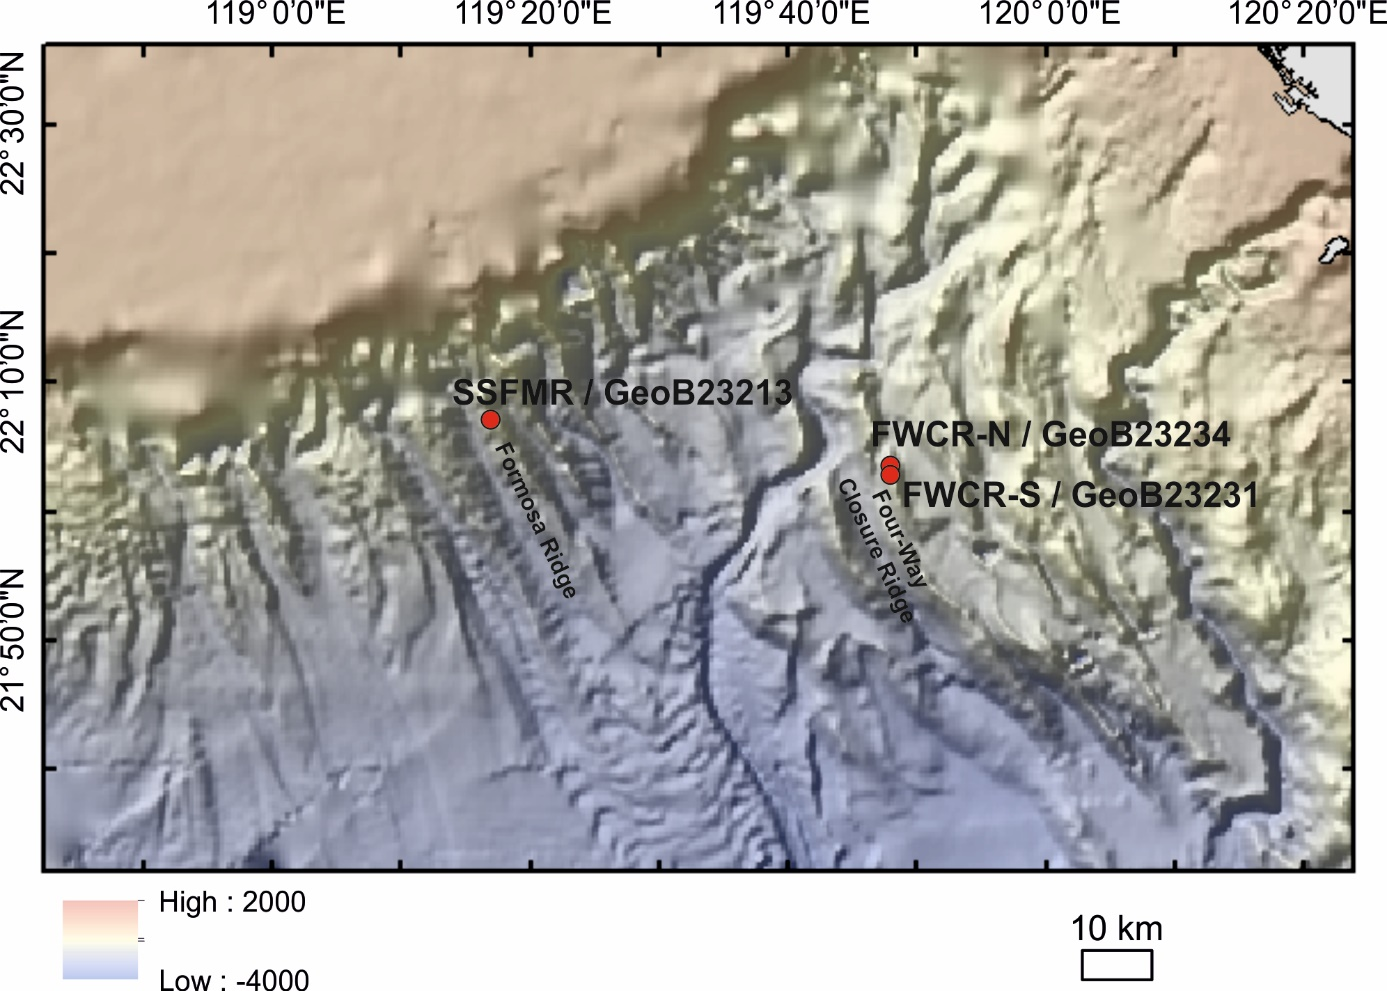 119°0'0"E 119°20'0"E 119°40'0"E 120°0'0"E 120°20'0"E
22°30'0"N
22°10'0"N
21°50'0"N
SSFMR / GeoB23213
Formosa Ridge
FWCR-N / GeoB23234
FWCR-S / GeoB23231
Four-Way
Closure Ridge
High : 2000
Low : -4000
10 km